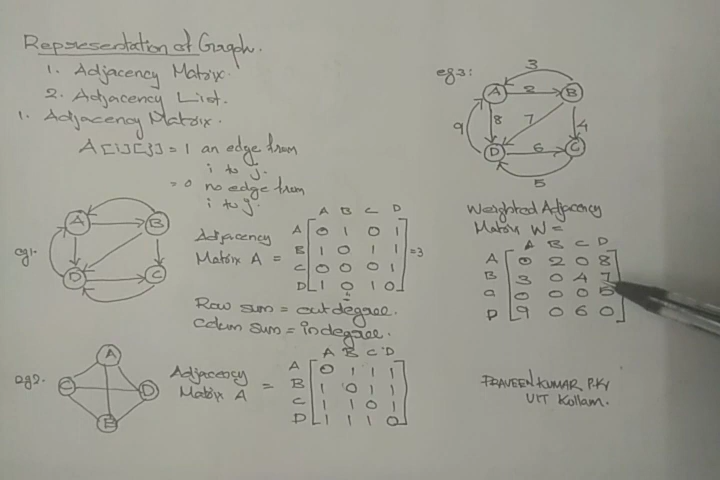 Representation of Graph.
1. Adjacency Matrix.
2. Adjacency List.
1. Adjacency Matrix.
A[i][j] = 1 an edge from
i to j.
= 0 no edge from
i to j.
eg1.
A B
D C
Adjacency
Matrix A =
A B C D
A 0 1 0 1
B 1 0 1 1 = 3
C 0 0 0 1
D 1 0 1 0
Row sum = outdegree.
Colum sum = indegree.
eg2.
A
C D
B
Adjacency
Matrix A =
A B C D
A 0 1 1 1
B 1 0 1 1
C 1 1 0 1
D 1 1 1 0
eg3:
3
A 2 B
9 8 7 4
D 6 C
5
Weighted Adjacency
Matrix W =
A B C D
A 0 2 0 8
B 3 0 4 7
C 0 0 0 5
D 9 0 6 0
PRAVEEN KUMAR P.K,
UIT Kollam.